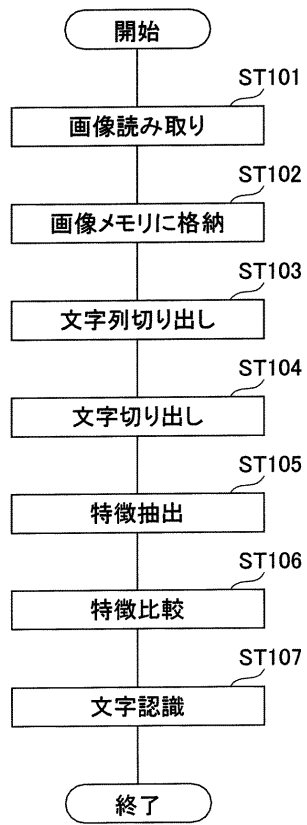 開始
ST101
画像読み取り
ST102
画像メモリに格納
ST103
文字列切り出し
ST104
文字切り出し
ST105
特徴抽出
ST106
特徴比較
ST107
文字認識
終了